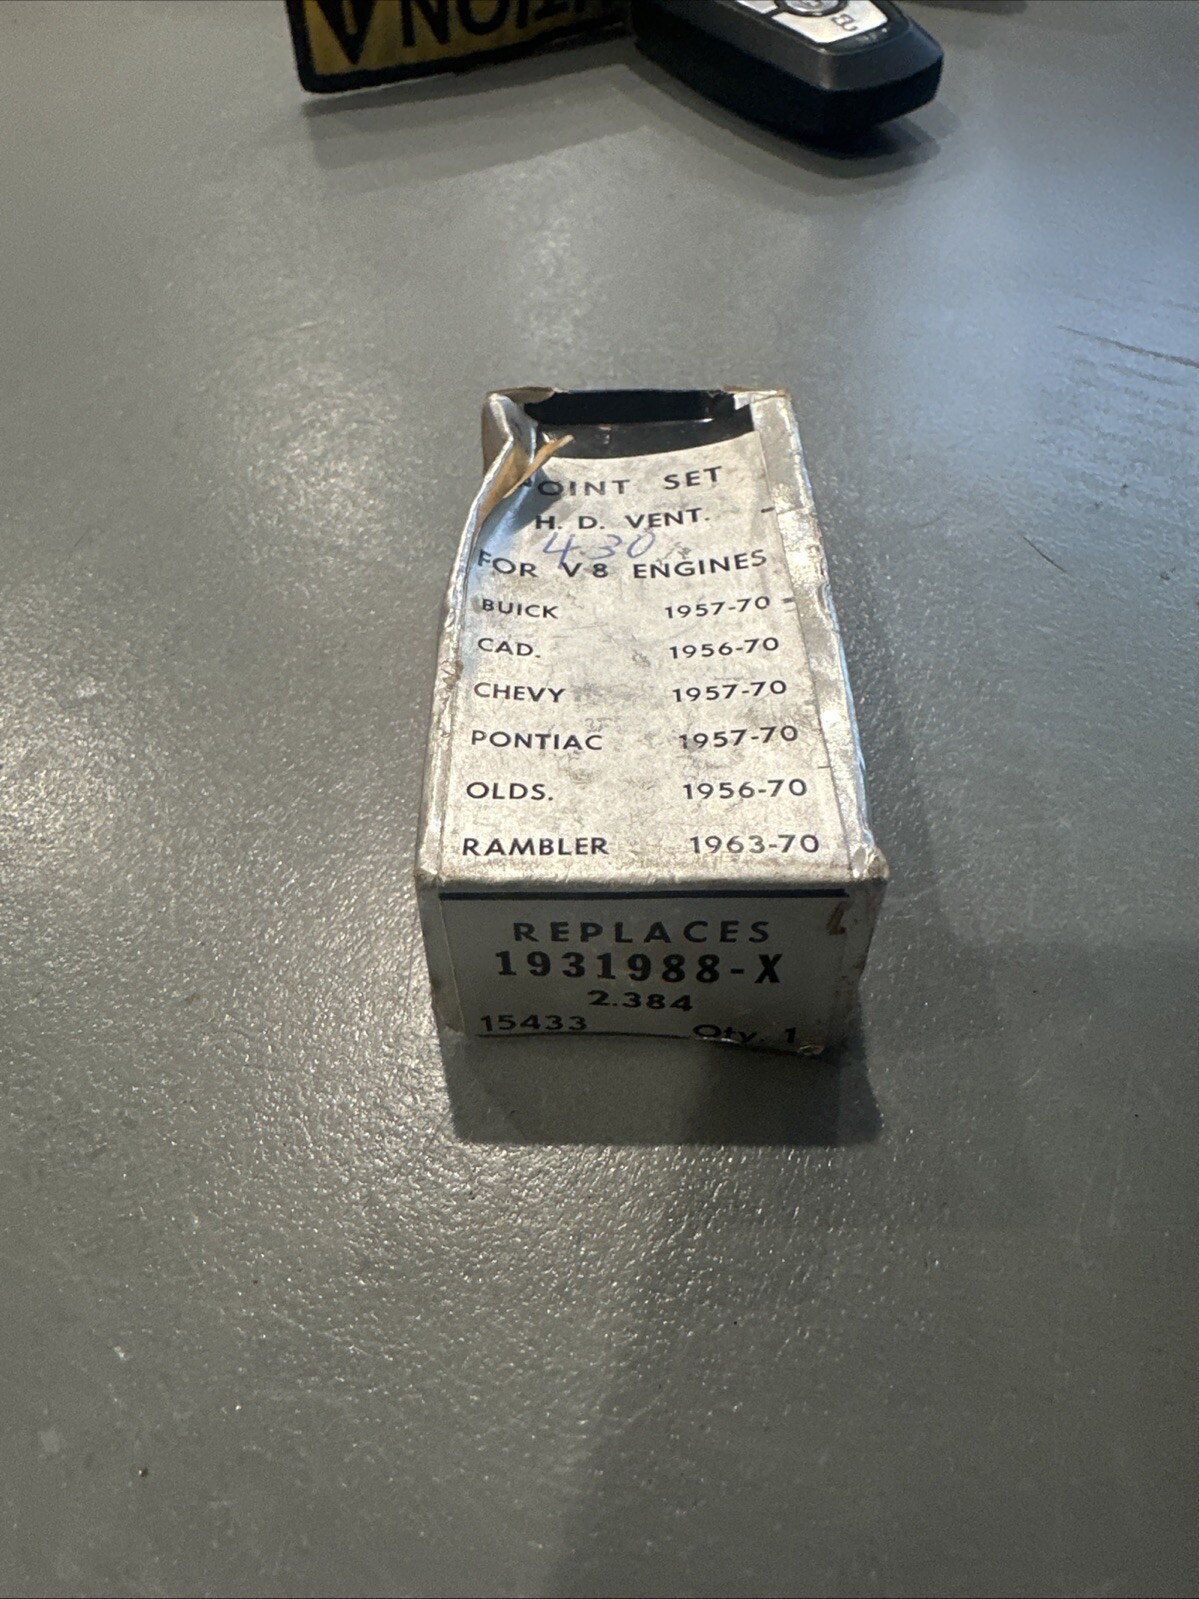 POINT SET
H. D. VENT.
4.30
FOR V8 ENGINES
BUICK 1957-70
CAD. 1956-70
CHEVY 1957-70
PONTIAC 1957-70
OLDS. 1956-70
RAMBLER 1963-70
REPLACES
1931988-X
2.384
15433 Qty. 1